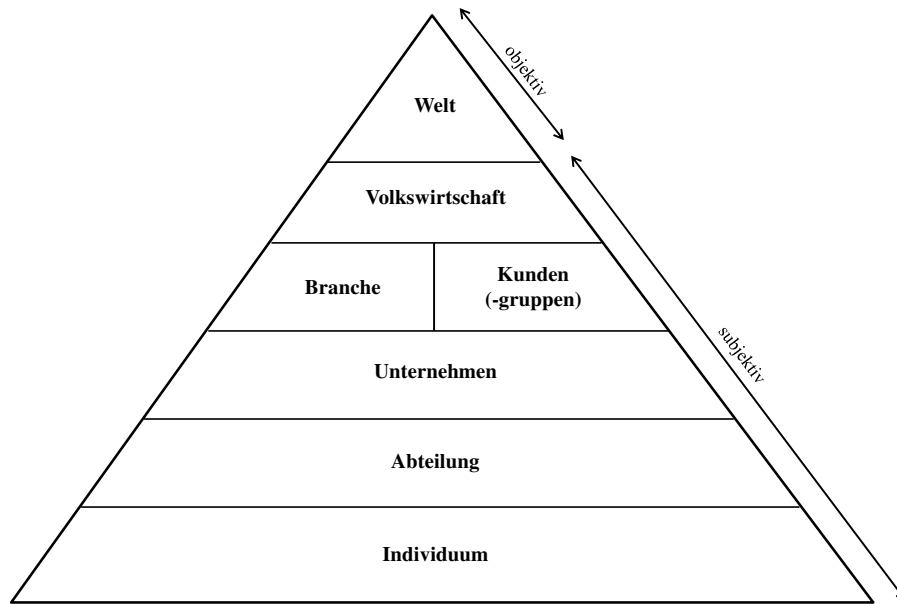 objektiv
Welt
Volkswirtschaft
Branche
Kunden
(-gruppen)
subjektiv
Unternehmen
Abteilung
Individuum